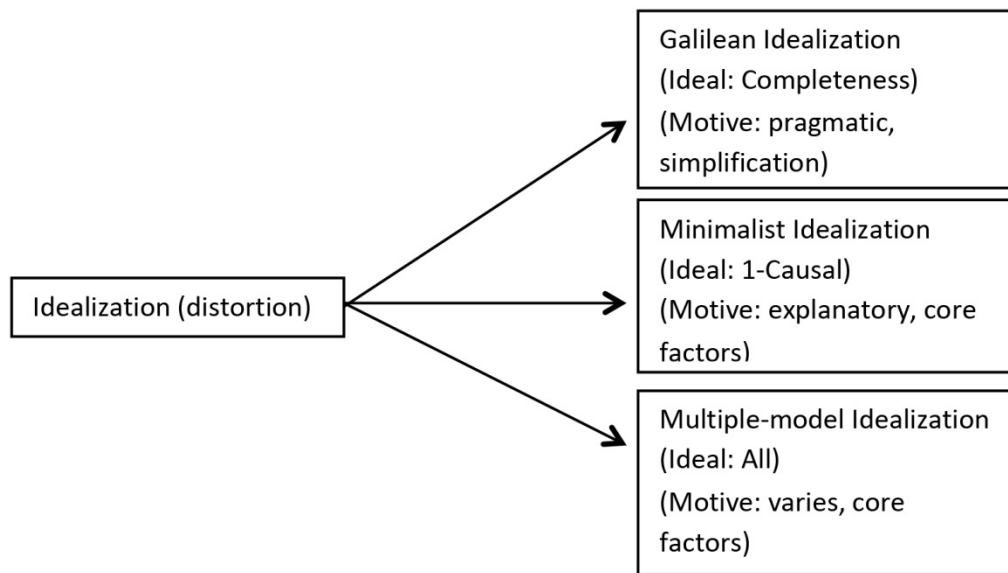 Idealization (distortion)
Galilean Idealization
(Ideal: Completeness)
(Motive: pragmatic,
simplification)
Minimalist Idealization
(Ideal: 1-Causal)
(Motive: explanatory, core
factors)
Multiple-model Idealization
(Ideal: All)
(Motive: varies, core
factors)